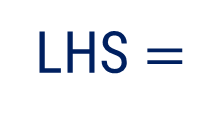 LHS =